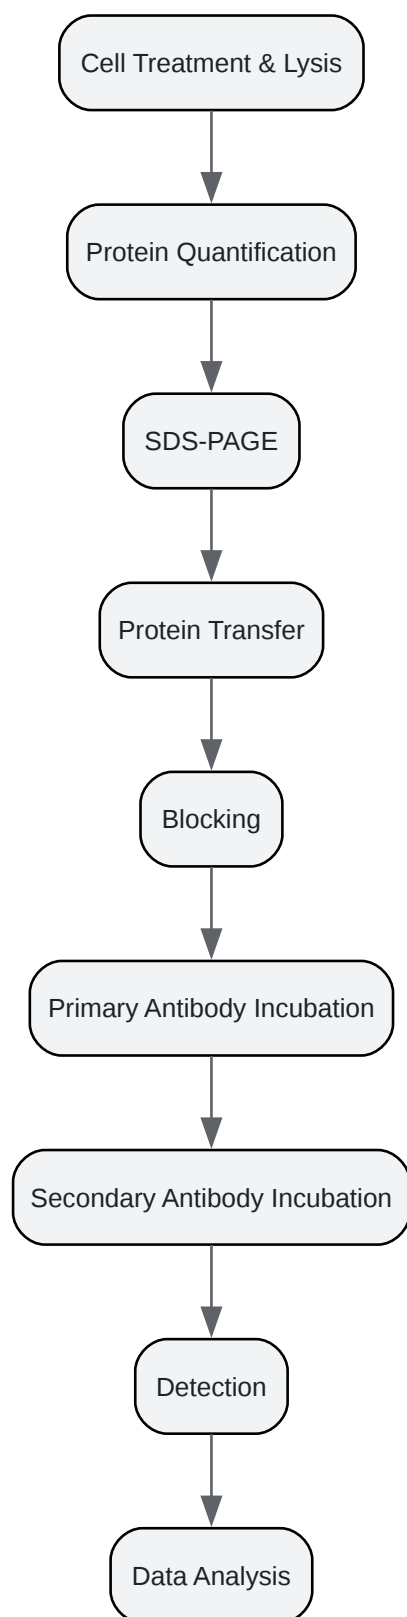 Cell Treatment & Lysis
Protein Quantification
SDS-PAGE
Protein Transfer
Blocking
Primary Antibody Incubation
Secondary Antibody Incubation
Detection
Data Analysis